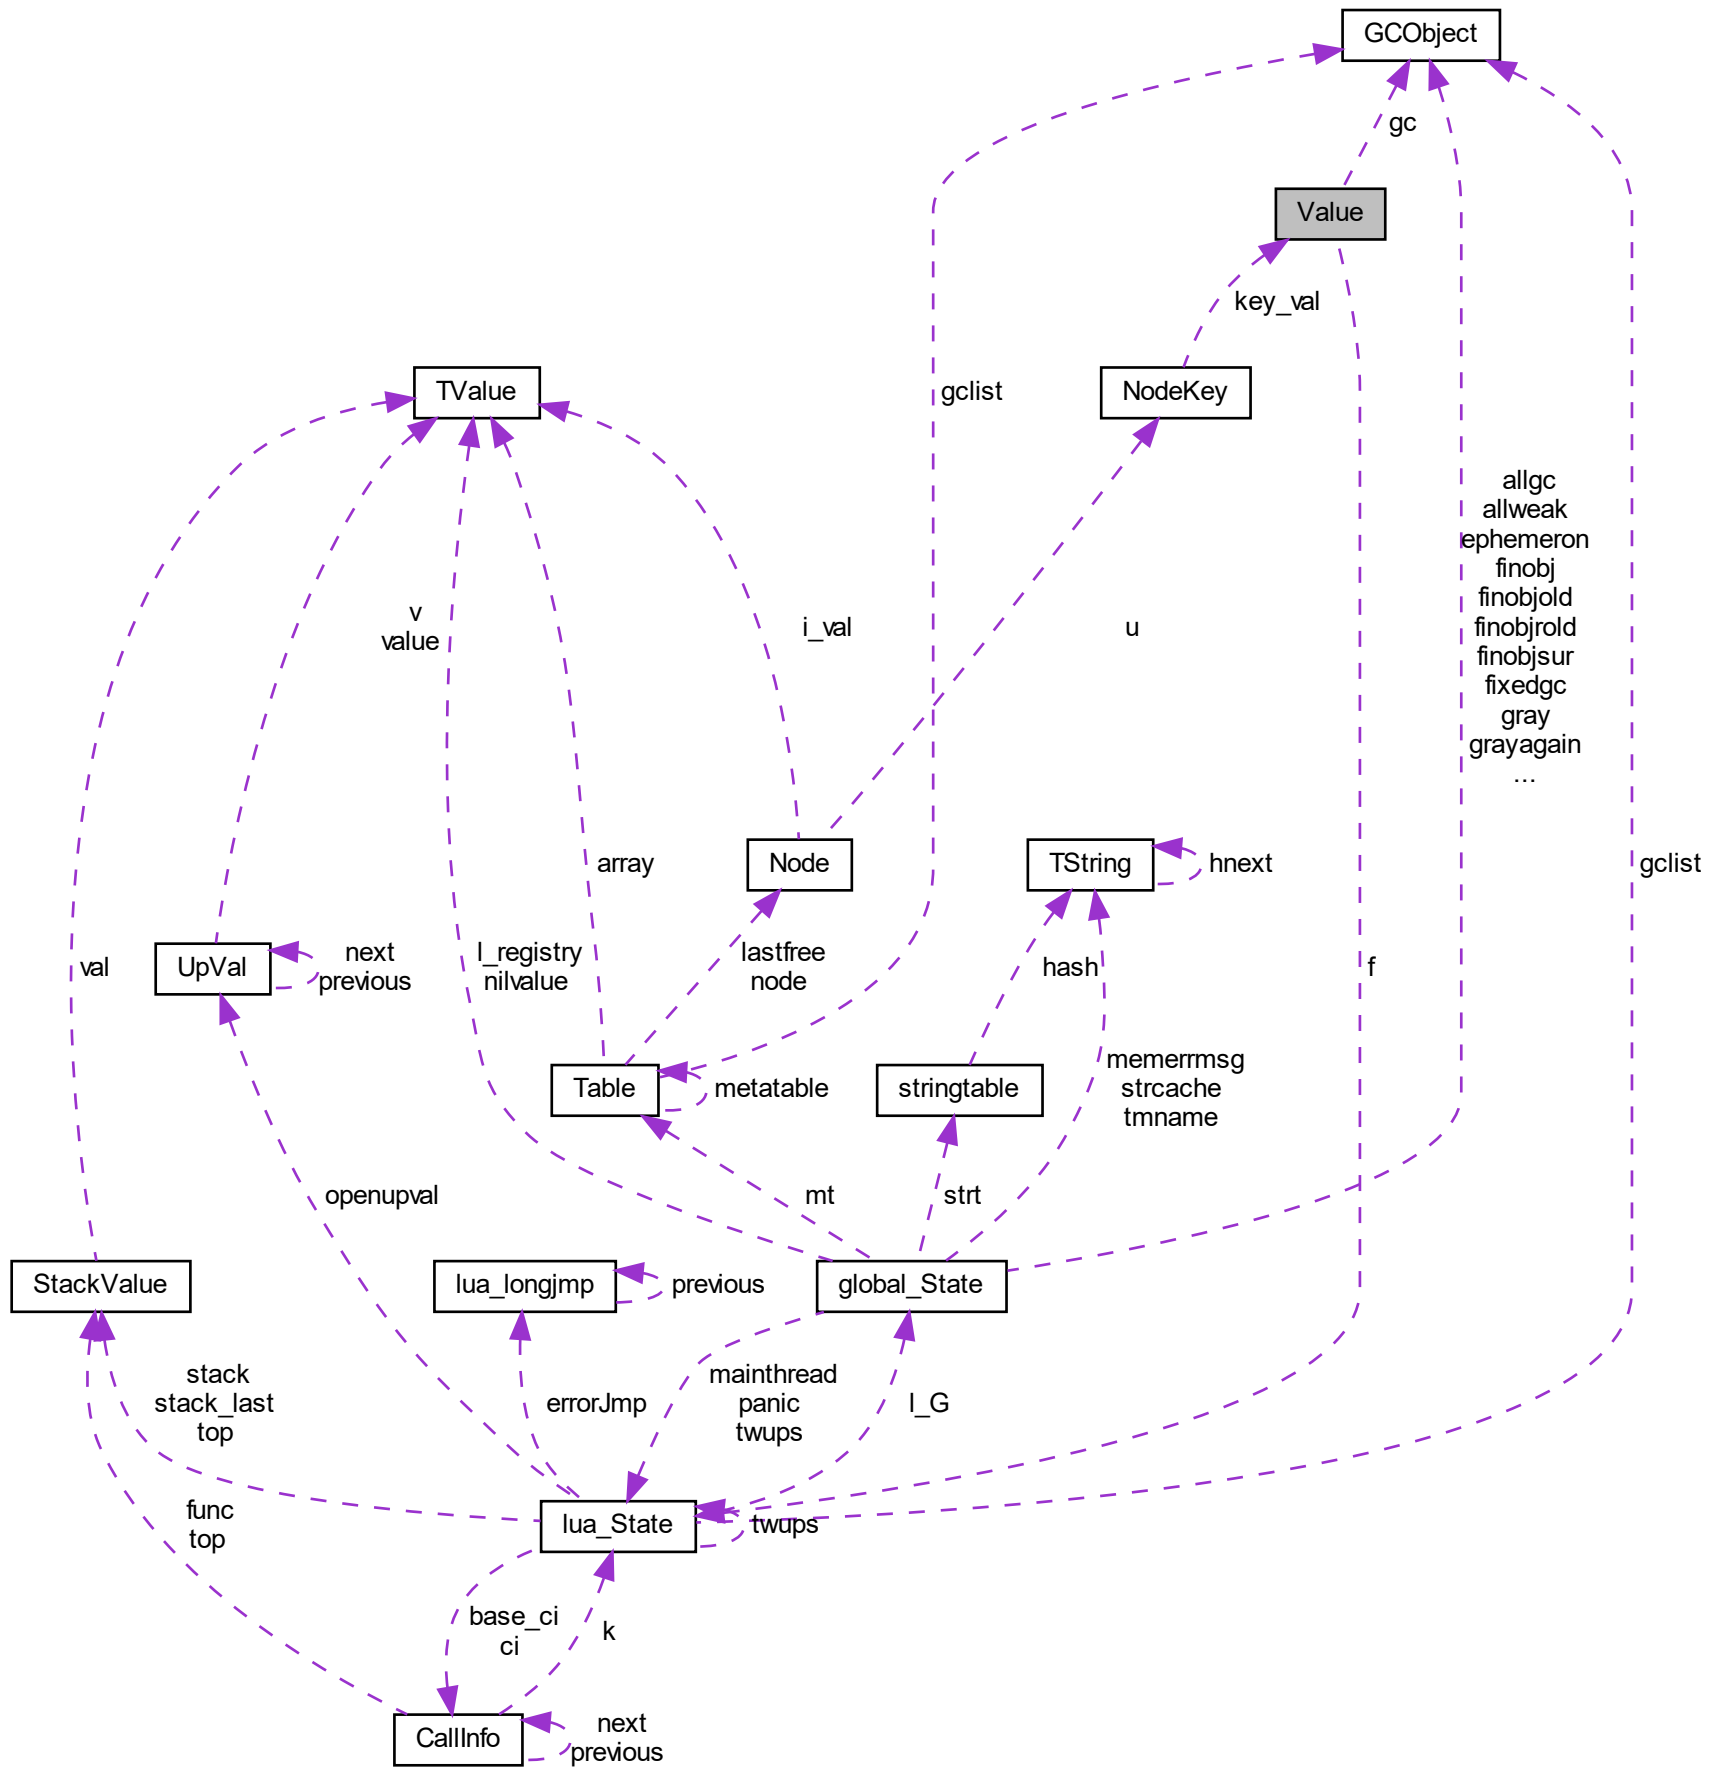 GCObject
gc
Value
key_val
TValue
gclist
NodeKey
allgc
allweak
ephemeron
finobj
finobjold
finobjrold
finobjsur
fixedgc
gray
grayagain
...
v
value
i_val
u
array
Node
TString
hnext
gclist
UpVal
next
previous
val
l_registry
nilvalue
lastfree
node
hash
f
Table
metatable
stringtable
memerrmsg
strcache
tmname
openupval
mt
strt
StackValue
lua_longjmp
previous
global_State
stack
stack_last
top
errorJmp
mainthread
panic
twups
l_G
func
top
lua_State
twups
base_ci
ci
k
CallInfo
next
previous